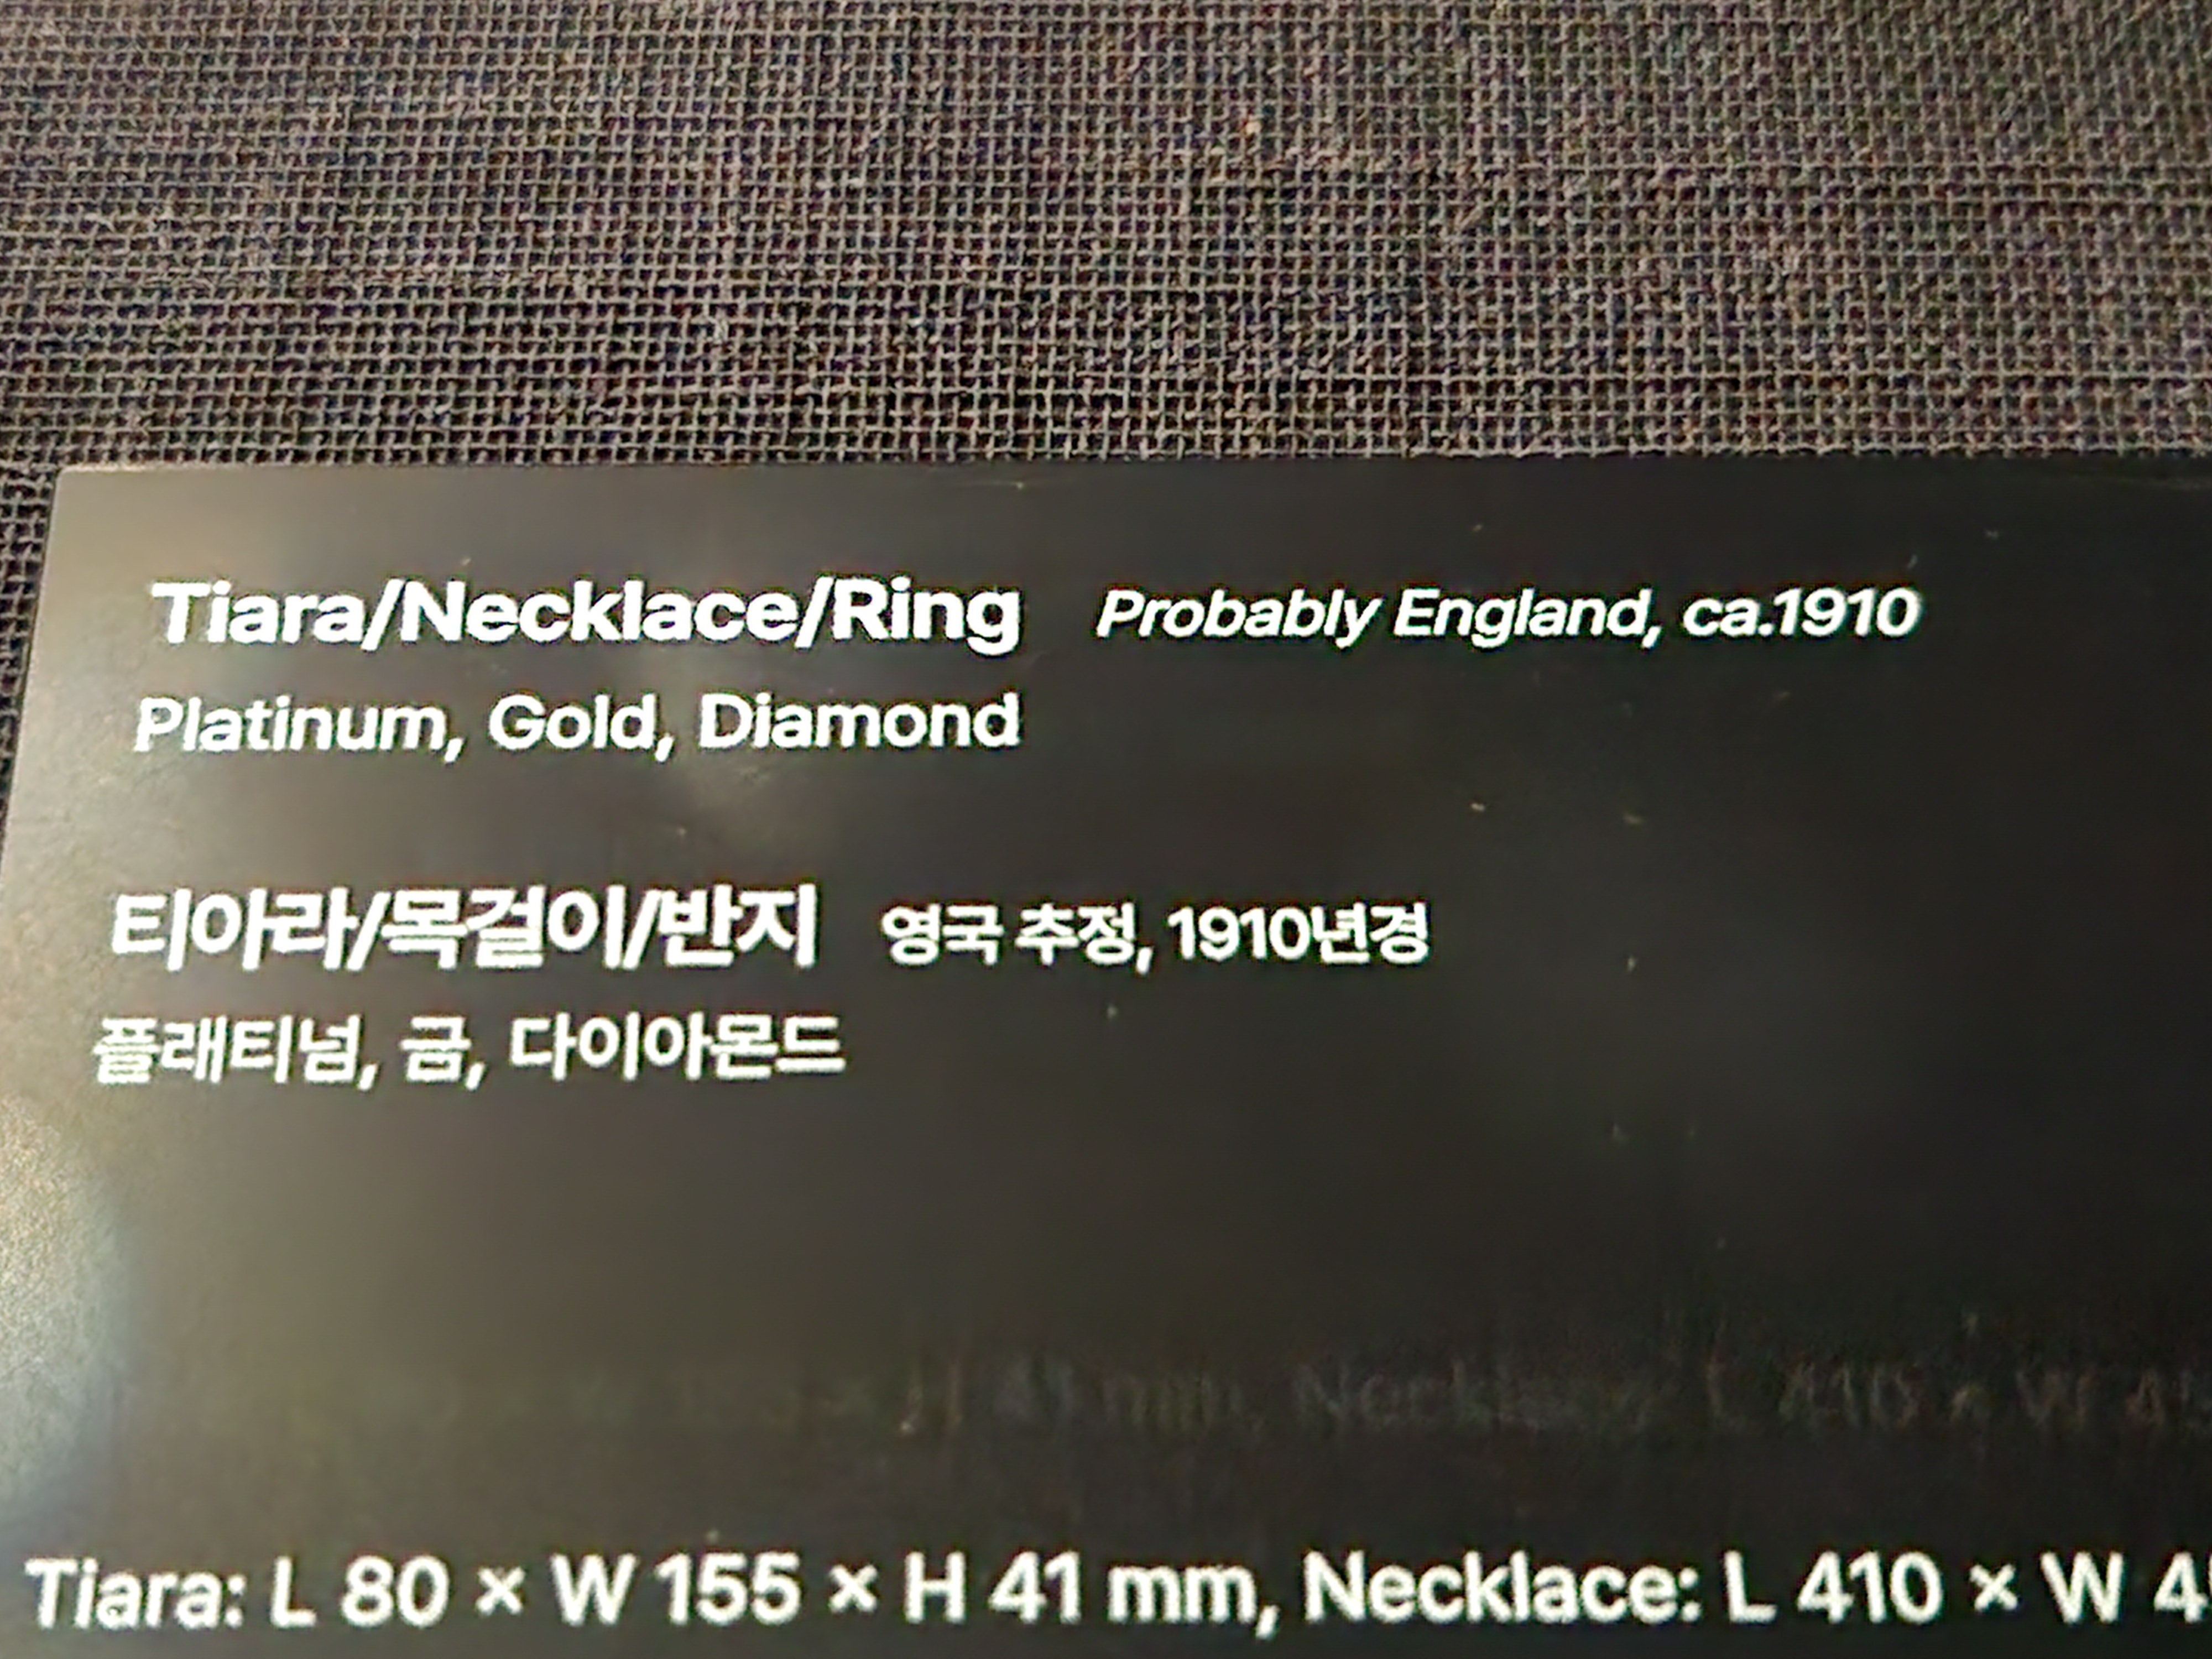 Tiara/Necklace/Ring Probably England, ca.1910
Platinum, Gold, Diamond
티아라/목걸이/반지 영국 추정, 1910년경
플래티넘, 금, 다이아몬드
Tiara: L 80 × W 155 × H 41 mm, Necklace: L 410 × W